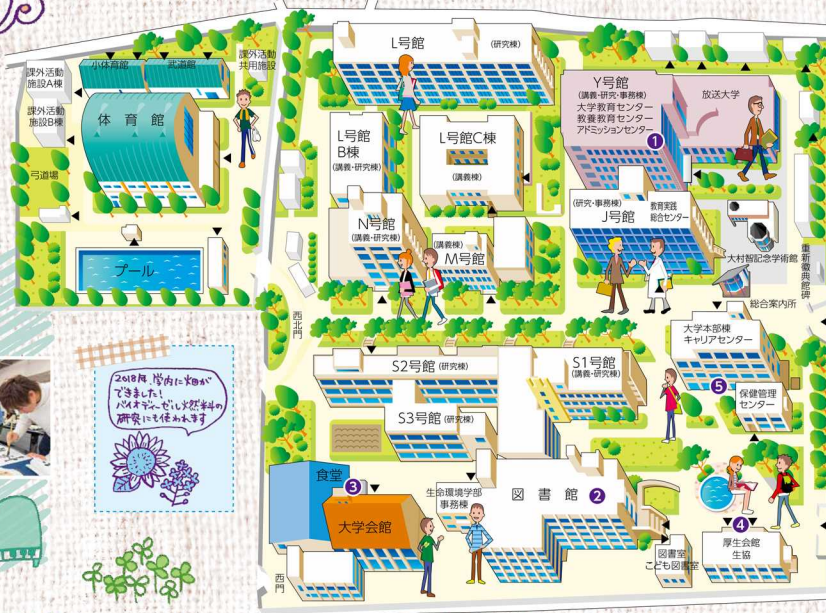 課外活動
共用施設
小体育館
武道館
課外活動
施設A棟
課外活動
施設B棟
体育館
弓道場
プール
L号館
(研究棟)
L号館
B棟
(講義・研究棟)
L号館C棟
(講義棟)
Y号館
(講義・研究・事務棟)
大学教育センター
教養教育センター
アドミッションセンター
1
放送大学
N号館
(講義・研究棟)
(講義棟)
M号館
(研究・事務棟)
J号館
教育実践
総合センター
大村智記念学術館
重新徽典館碑
総合案内所
西北門
大学本部棟
キャリアセンター
5
保健管理
センター
S2号館(研究棟)
S1号館
(講義・研究棟)
S3号館(研究棟)
2018年、学内に畑が
できました!
バイオディーゼル燃料の
研究にも使われます
食堂
3
大学会館
生命環境学部
事務棟
図書館
2
4
厚生会館
生協
図書室
こども図書室
西門